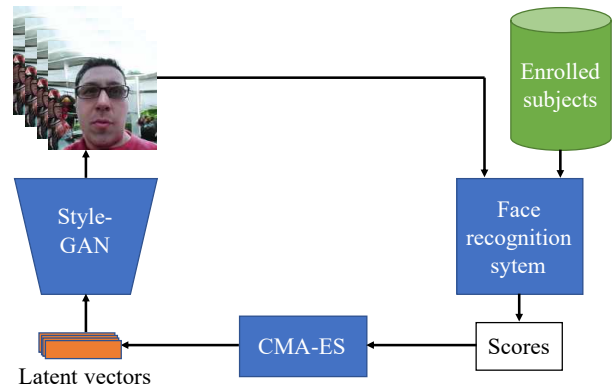 Enrolled
subjects
Style-
GAN
Face
recognition
sytem
CMA-ES
Scores
Latent vectors